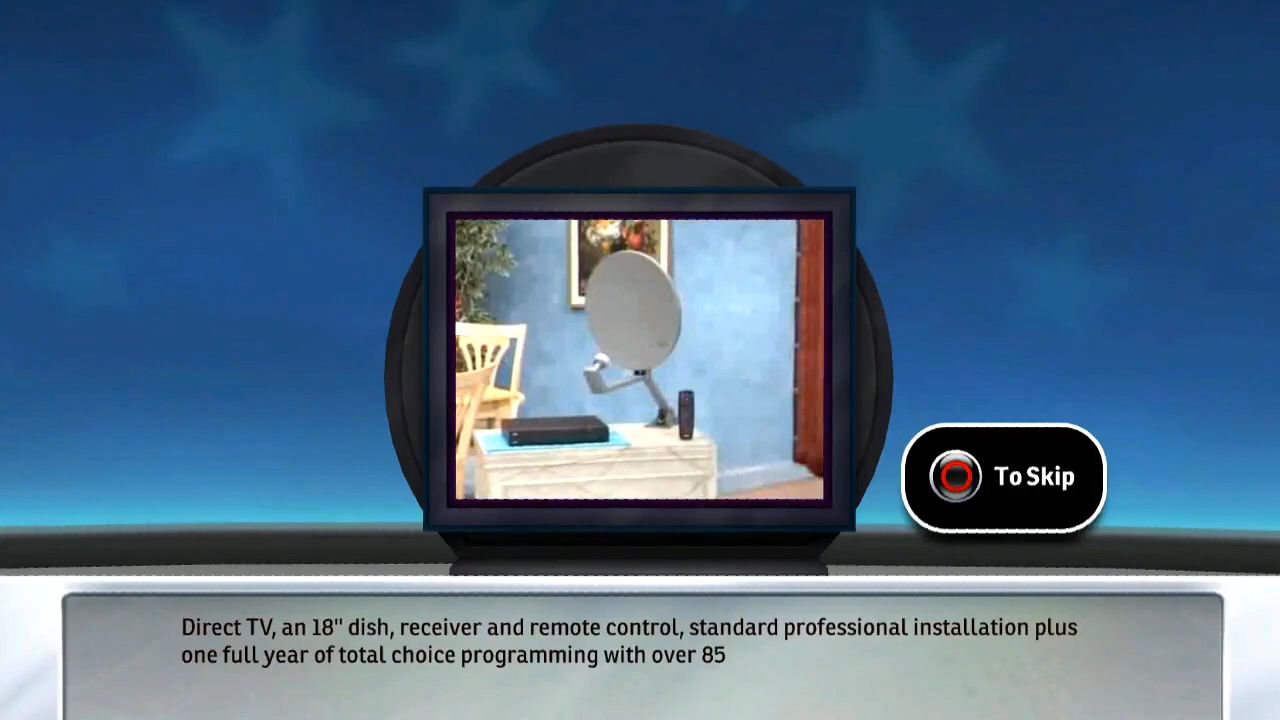 To Skip
Direct TV, an 18" dish, receiver and remote control, standard professional installation plus
one full year of total choice programming with over 85